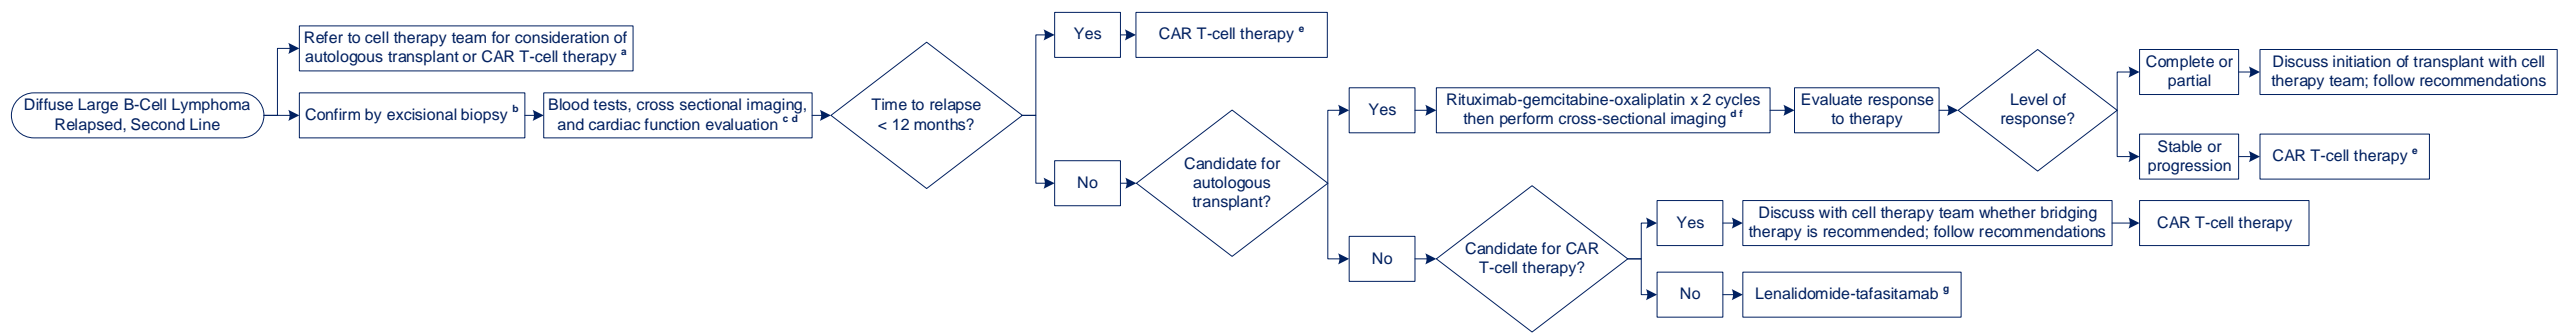 Diffuse Large B-Cell Lymphoma
Relapsed, Second Line
Refer to cell therapy team for consideration of
autologous transplant or CAR T-cell therapy a
Confirm by excisional biopsy b
Blood tests, cross sectional imaging,
and cardiac function evaluation c d
Time to relapse
< 12 months?
Yes
CAR T-cell therapy e
No
Candidate for
autologous
transplant?
Yes
Rituximab-gemcitabine-oxaliplatin x 2 cycles
then perform cross-sectional imaging d f
Evaluate response
to therapy
Level of
response?
Complete or
partial
Discuss initiation of transplant with cell
therapy team; follow recommendations
Stable or
progression
CAR T-cell therapy e
No
Candidate for CAR
T-cell therapy?
Yes
Discuss with cell therapy team whether bridging
therapy is recommended; follow recommendations
CAR T-cell therapy
No
Lenalidomide-tafasitamab g